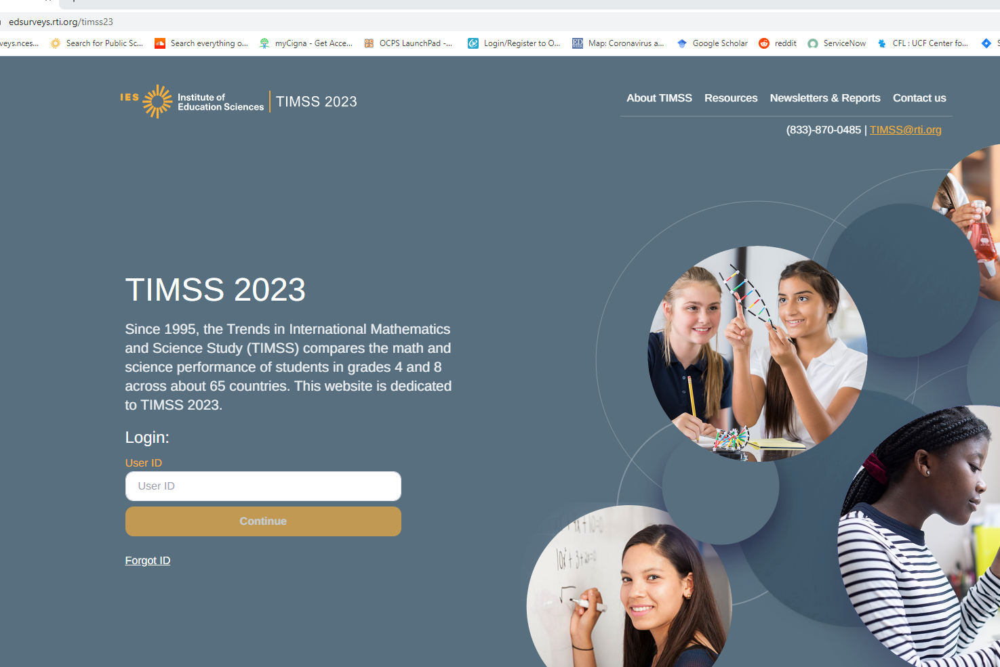 edsurveys.rti.org/timss23
veys.nces... Search for Public Sc... Search everything o... myCigna - Get Acce... OCPS LaunchPad -... Login/Register to O... ED Map: Coronavirus a... Google Scholar reddit ServiceNow CFL : UCF Center fo...
IES Institute of
Education Sciences
TIMSS 2023
About TIMSS Resources Newsletters & Reports Contact us
(833)-870-0485 | TIMSS@rti.org
TIMSS 2023
Since 1995, the Trends in International Mathematics
and Science Study (TIMSS) compares the math and
science performance of students in grades 4 and 8
across about 65 countries. This website is dedicated
to TIMSS 2023.
Login:
User ID
User ID
Continue
Forgot ID